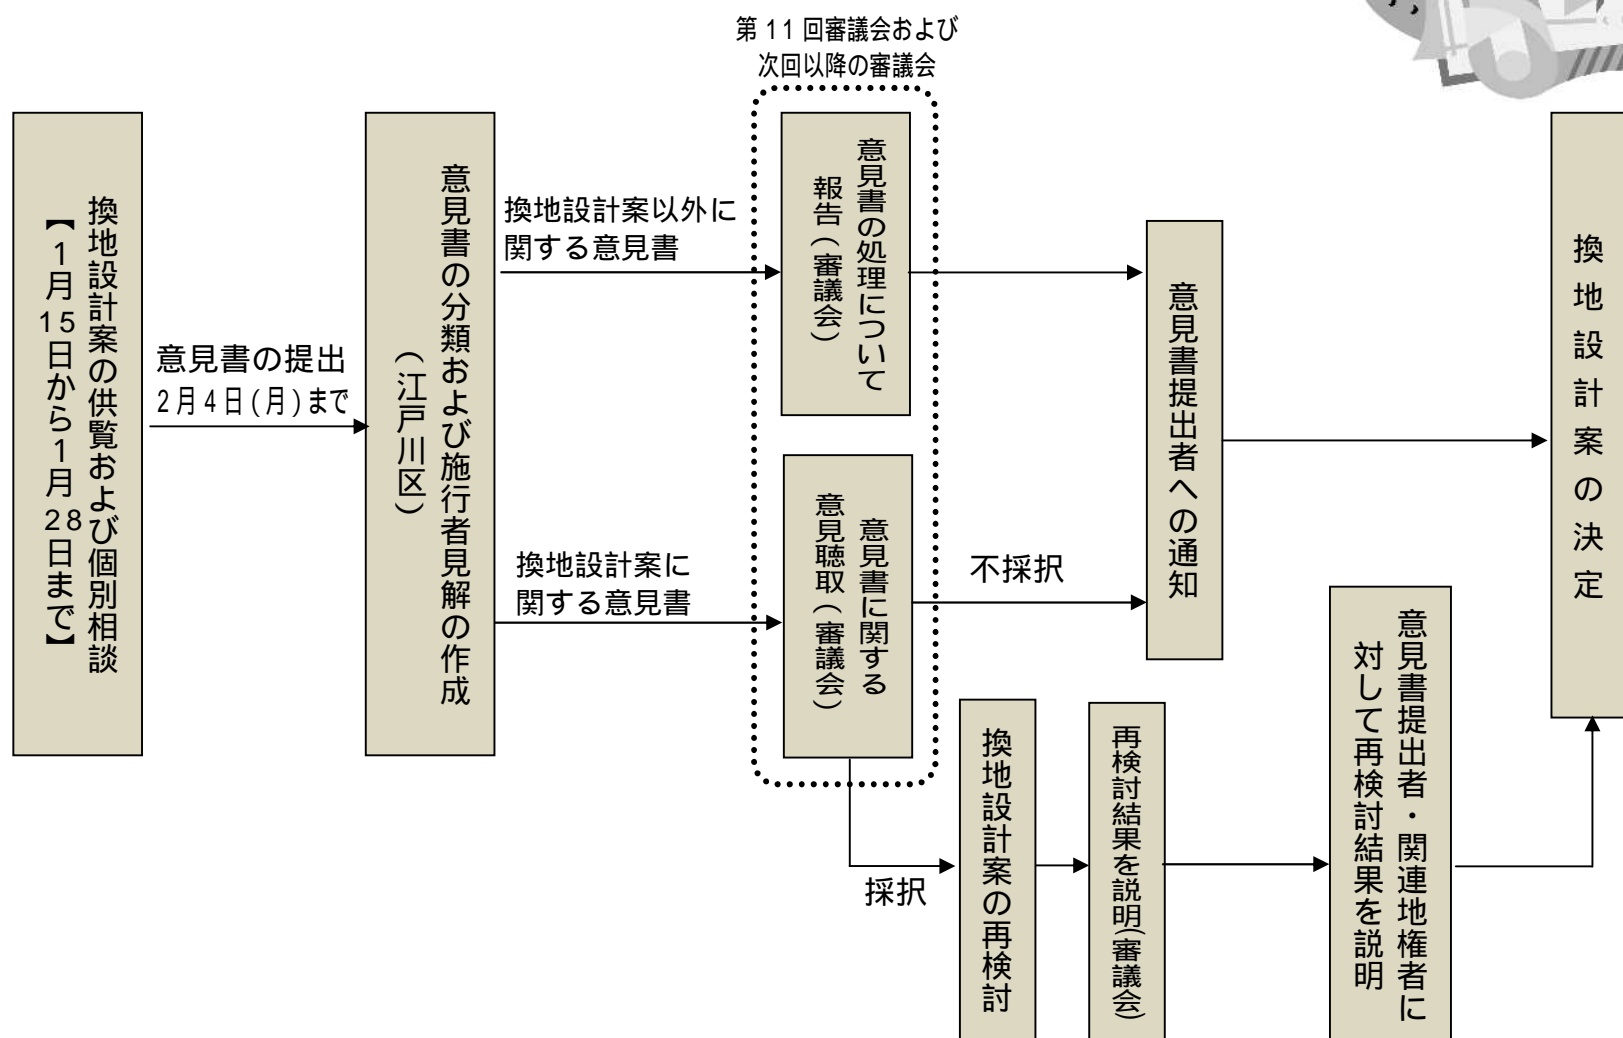 第11回審議会および
次回以降の審議会
換地設計案の供覧および個別相談
【1月15日から1月28日まで】
意見書の提出
2月4日(月)まで
意見書の分類および施行者見解の作成
(江戸川区)
換地設計案以外に
関する意見書
換地設計案に
関する意見書
意見書の処理について
報告(審議会)
意見書に関する
意見聴取(審議会)
不採択
採択
意見書提出者への通知
換地設計案の再検討
再検討結果を説明(審議会)
意見書提出者・関連地権者に
対して再検討結果を説明
換地設計案の決定